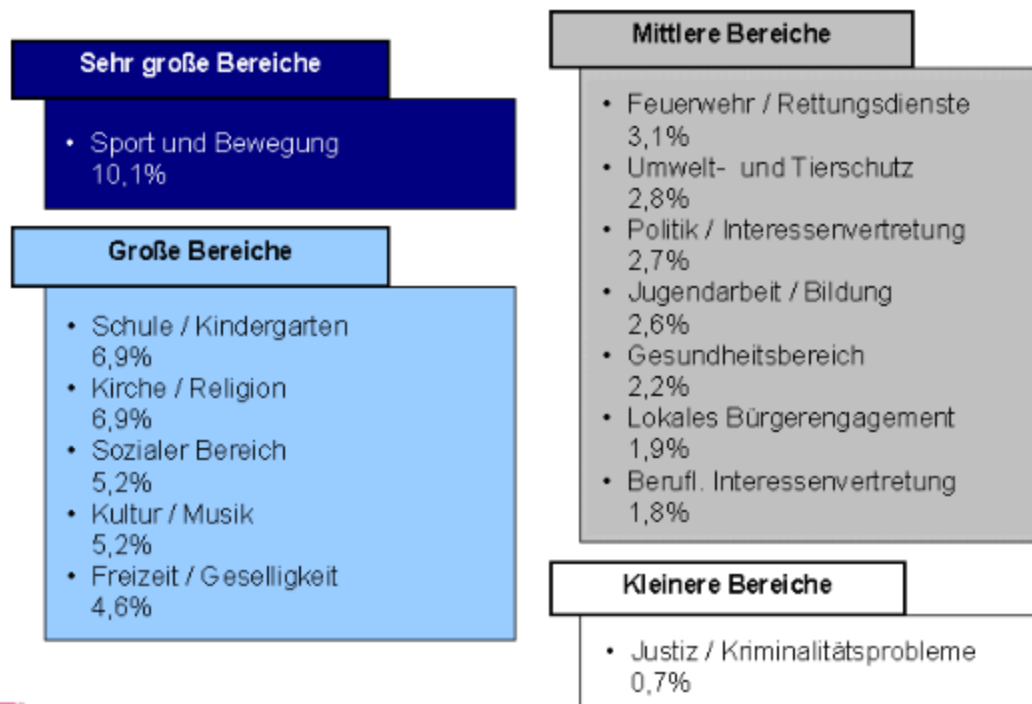 Sehr große Bereiche
• Sport und Bewegung
10,1%
Große Bereiche
• Schule / Kindergarten
6,9%
• Kirche / Religion
6,9%
• Sozialer Bereich
5,2%
• Kultur / Musik
5,2%
• Freizeit / Geselligkeit
4,6%
Mittlere Bereiche
• Feuerwehr / Rettungsdienste
3,1%
• Umwelt- und Tierschutz
2,8%
• Politik / Interessenvertretung
2,7%
• Jugendarbeit / Bildung
2,6%
• Gesundheitsbereich
2,2%
• Lokales Bürgerengagement
1,9%
• Berufl. Interessenvertretung
1,8%
Kleinere Bereiche
• Justiz / Kriminalitätsprobleme
0,7%